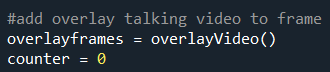 #add overlay talking video to frame
overlayframes = overlayVideo()
counter = 0